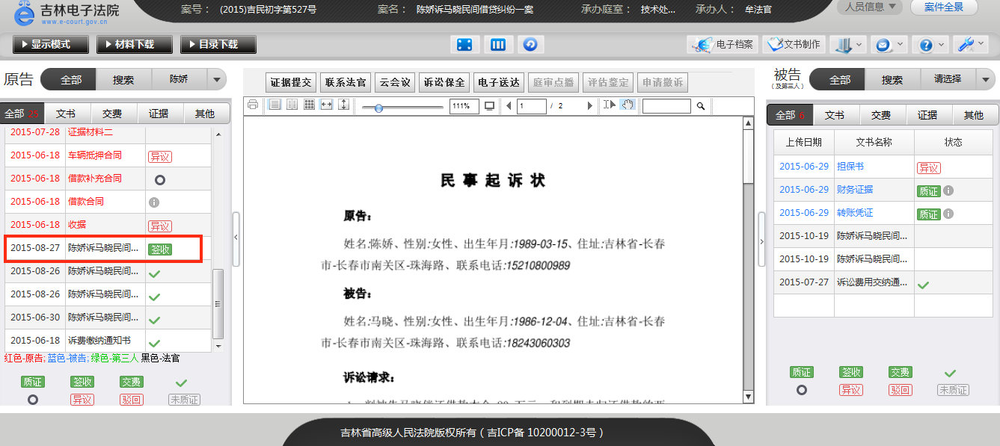 吉林电子法院
www.e-court.gov.cn
案号： (2015)吉民初字第527号 案名： 陈娇诉马晓民间借贷纠纷一案 承办庭室： 技术处... 承办人： 牟法官
人员信息 案件全景
显示模式 材料下载 目录下载
电子档案 文书制作
原告 全部 搜索 陈娇
全部 25 文书 交费 证据 其他
2015-07-28 证据材料二
2015-06-18 车辆抵押合同 异议
2015-06-18 借款补充合同
2015-06-18 借款合同
2015-06-18 收据 异议
2015-08-27 陈娇诉马晓民间... 签收
2015-08-26 陈娇诉马晓民间...
2015-08-26 陈娇诉马晓民间...
2015-06-30 陈娇诉马晓民间...
2015-06-18 诉费缴纳通知书
红色-原告; 蓝色-被告; 绿色-第三人 黑色-法官
质证 签收 交费
异议 驳回 未质证
证据提交 联系法官 云会议 诉讼保全 电子送达 庭审点播 评估鉴定 申请撤诉
111% 1 / 2
民事起诉状
原告：
姓名:陈娇、性别:女性、出生年月:1989-03-15、住址:吉林省-长春
市-长春市南关区-珠海路、联系电话:15210800989
被告：
姓名:马晓、性别:女性、出生年月:1986-12-04、住址:吉林省-长春
市-长春市南关区-珠海路、联系电话:18243060303
诉讼请求：
被告
（及第三人） 全部 搜索 请选择
全部 6 文书 交费 证据 其他
上传日期 文书名称 状态
2015-06-29 担保书 异议
2015-06-29 财务证据 质证
2015-06-29 转账凭证 质证
2015-10-19 陈娇诉马晓民间...
2015-10-19 陈娇诉马晓民间...
2015-07-27 诉讼费用交纳通...
质证 签收 交费
异议 驳回 未质证
吉林省高级人民法院版权所有（吉ICP备 10200012-3号）